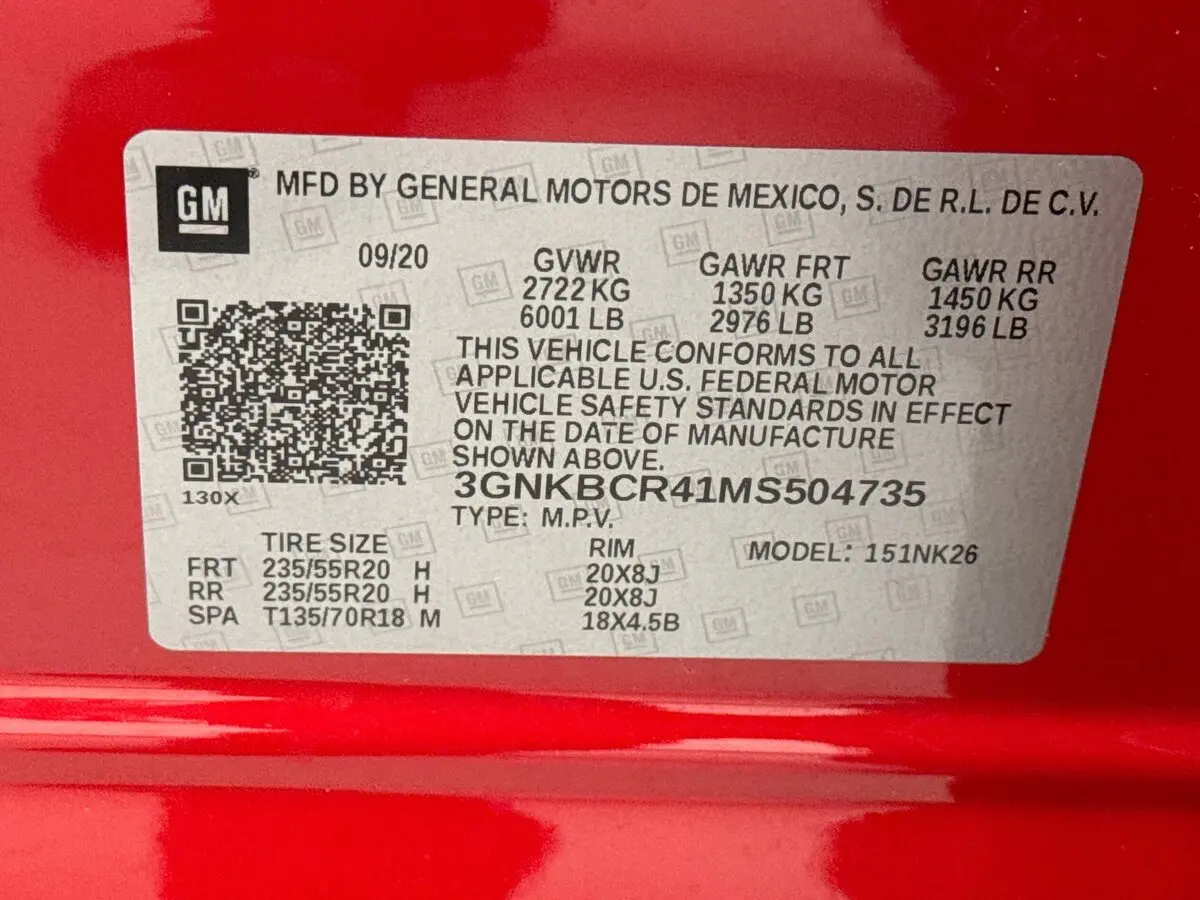 GM® MFD BY GENERAL MOTORS DE MEXICO, S. DE R.L. DE C.V.
09/20 GVWR GAWR FRT GAWR RR
2722 KG 1350 KG 1450 KG
6001 LB 2976 LB 3196 LB
THIS VEHICLE CONFORMS TO ALL
APPLICABLE U.S. FEDERAL MOTOR
VEHICLE SAFETY STANDARDS IN EFFECT
ON THE DATE OF MANUFACTURE
SHOWN ABOVE.
130X 3GNKBCR41MS504735
TYPE: M.P.V.
TIRE SIZE RIM MODEL: 151NK26
FRT 235/55R20 H 20X8J
RR 235/55R20 H 20X8J
SPA T135/70R18 M 18X4.5B